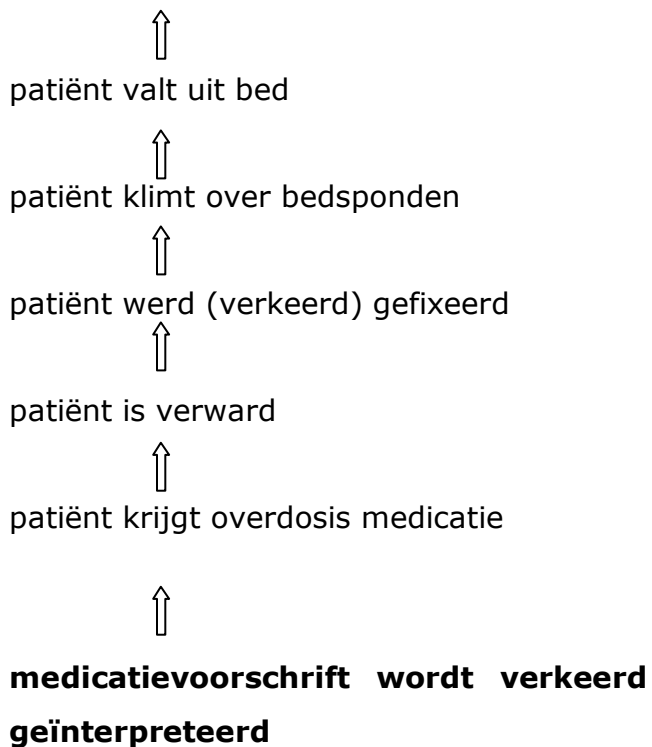 patiënt valt uit bed
patiënt klimt over bedsponden
patiënt werd (verkeerd) gefixeerd
patiënt is verward
patiënt krijgt overdosis medicatie
medicatievoorschrift wordt verkeerd
geïnterpreteerd